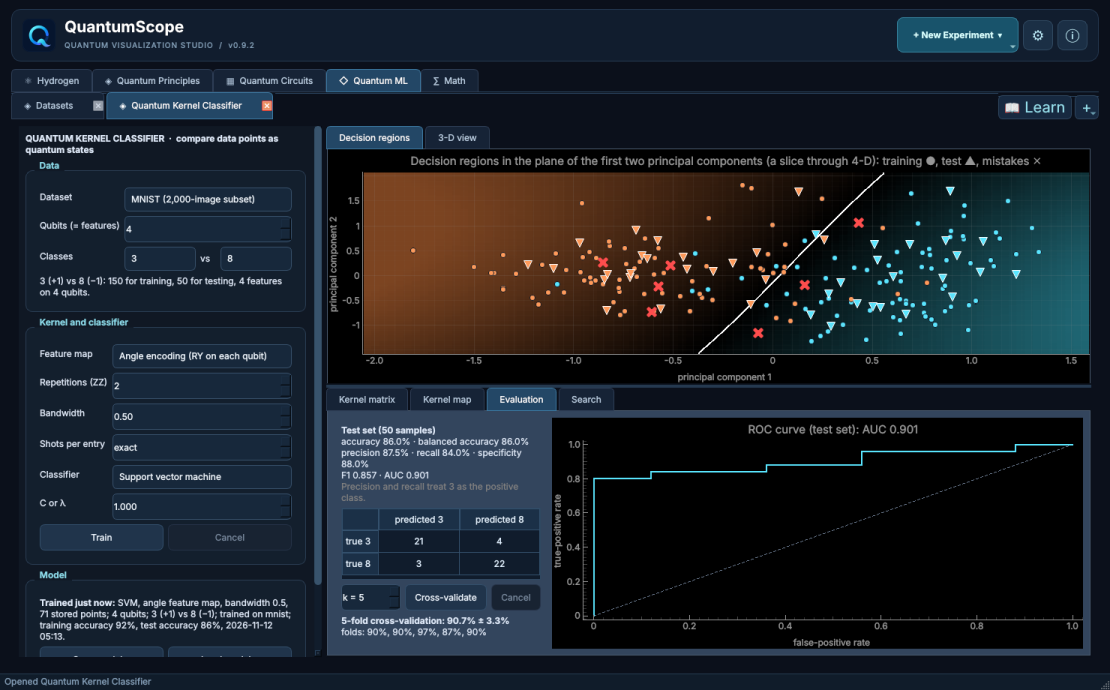 QuantumScope
QUANTUM VISUALIZATION STUDIO / v0.9.2
+ New Experiment ▾
Hydrogen
Quantum Principles
Quantum Circuits
Quantum ML
∑ Math
Datasets
Quantum Kernel Classifier
Learn
+
QUANTUM KERNEL CLASSIFIER · compare data points as
quantum states
Data
Dataset
MNIST (2,000-image subset)
Qubits (= features)
4
Classes
3
vs
8
3 (+1) vs 8 (−1): 150 for training, 50 for testing, 4 features
on 4 qubits.
Kernel and classifier
Feature map
Angle encoding (RY on each qubit)
Repetitions (ZZ)
2
Bandwidth
0.50
Shots per entry
exact
Classifier
Support vector machine
C or λ
1.000
Train
Cancel
Model
Trained just now: SVM, angle feature map, bandwidth 0.5,
71 stored points; 4 qubits; 3 (+1) vs 8 (−1); trained on mnist;
training accuracy 92%, test accuracy 86%, 2026-11-12
05:13.
Decision regions
3-D view
Decision regions in the plane of the first two principal components (a slice through 4-D): training ●, test ▲, mistakes ×
principal component 2
1.5
1
0.5
0
-0.5
-1
-2.0
-1.5
-1.0
-0.5
0
0.5
1.0
1.5
principal component 1
Kernel matrix
Kernel map
Evaluation
Search
Test set (50 samples)
accuracy 86.0% · balanced accuracy 86.0%
precision 87.5% · recall 84.0% · specificity
88.0%
F1 0.857 · AUC 0.901
Precision and recall treat 3 as the positive
class.
predicted 3
predicted 8
true 3
21
4
true 8
3
22
k = 5
Cross-validate
Cancel
5-fold cross-validation: 90.7% ± 3.3%
folds: 90%, 90%, 97%, 87%, 90%
ROC curve (test set): AUC 0.901
true-positive rate
1.0
0.8
0.6
0.4
0.2
0
0
0.2
0.4
0.6
0.8
1.0
false-positive rate
Opened Quantum Kernel Classifier